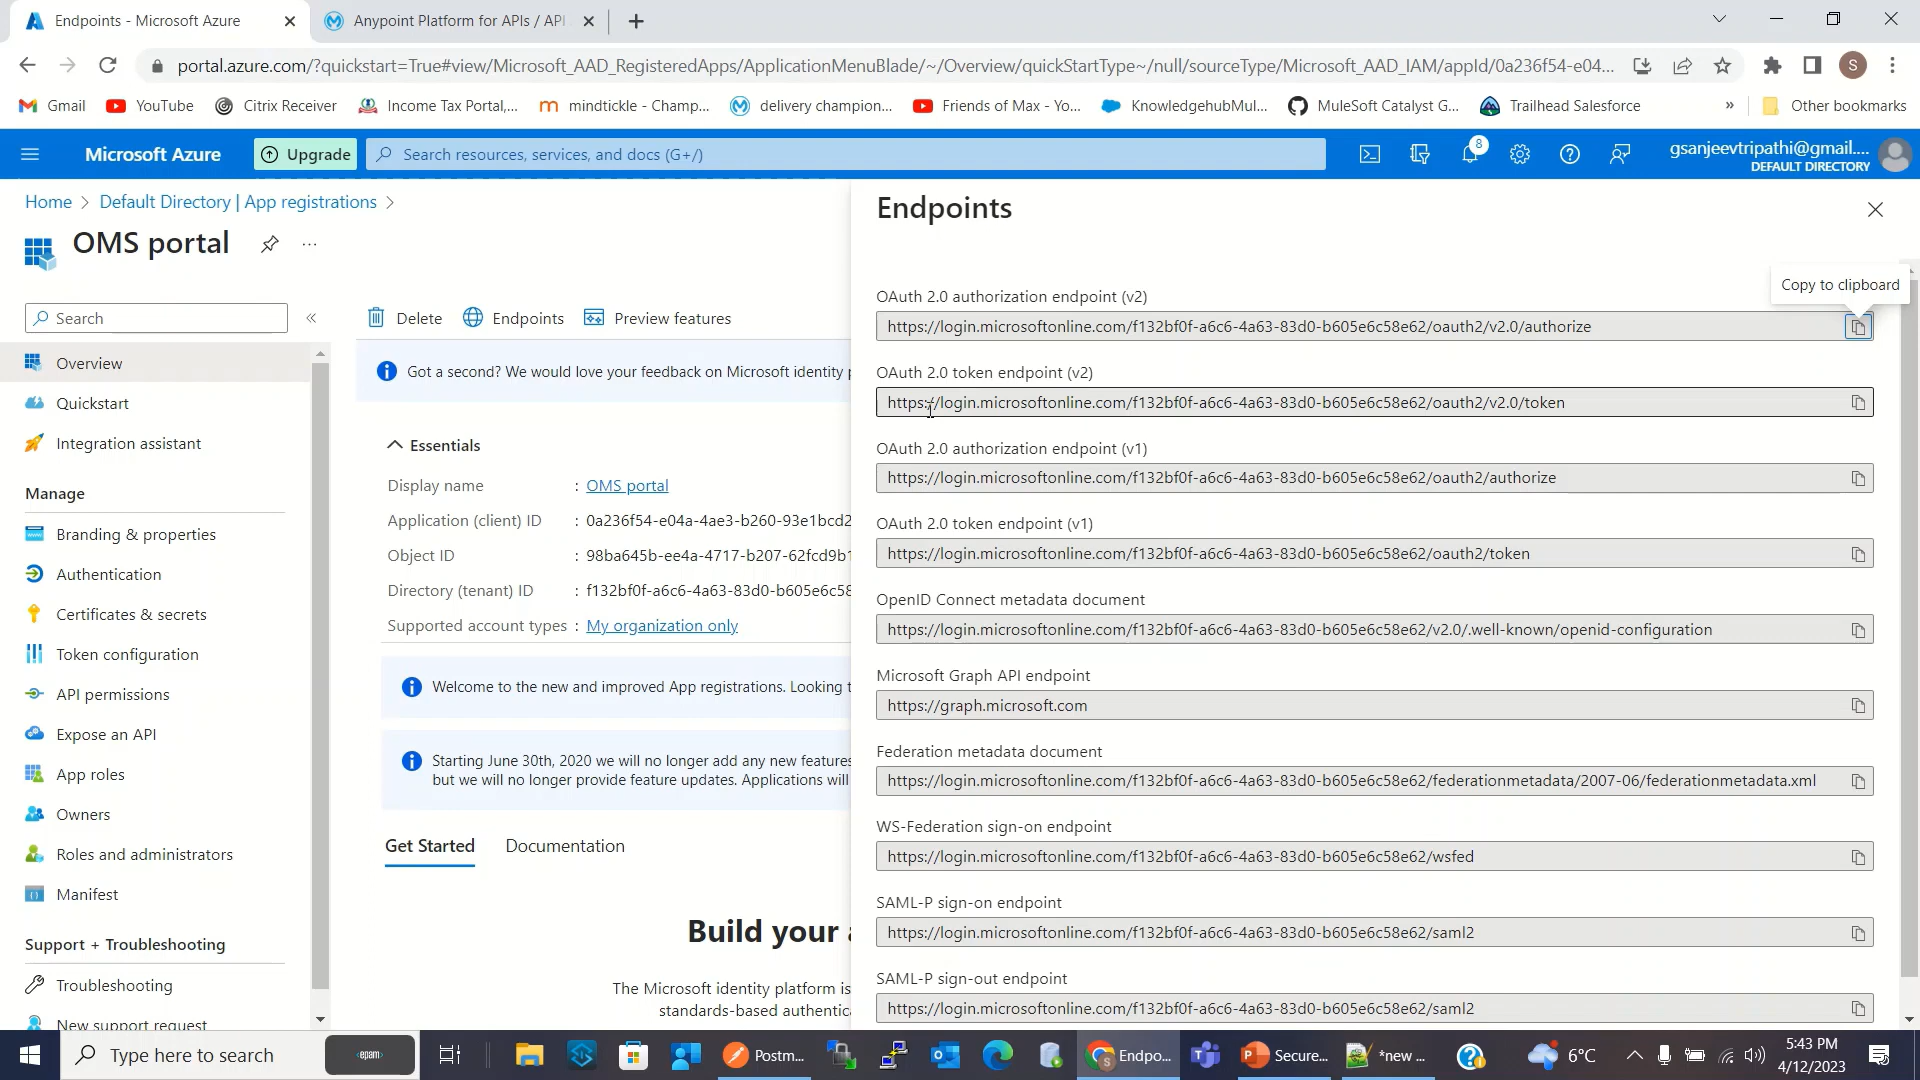 Endpoints - Microsoft Azure
Anypoint Platform for APIs / API
portal.azure.com/?quickstart=True#view/Microsoft_AAD_RegisteredApps/ApplicationMenuBlade/~/Overview/quickStartType~/null/sourceType/Microsoft_AAD_IAM/appId/0a236f54-e04...
S
Gmail
YouTube
Citrix Receiver
Income Tax Portal,...
mindtickle - Champ...
delivery champion...
Friends of Max - Yo...
KnowledgehubMul...
MuleSoft Catalyst G...
Trailhead Salesforce
»
Other bookmarks
Microsoft Azure
Upgrade
Search resources, services, and docs (G+/)
8
gsanjeevtripathi@gmail....
DEFAULT DIRECTORY
Home > Default Directory | App registrations >
OMS portal
...
Search
«
Overview
Quickstart
Integration assistant
Manage
Branding & properties
Authentication
Certificates & secrets
Token configuration
API permissions
Expose an API
App roles
Owners
Roles and administrators
Manifest
Support + Troubleshooting
Troubleshooting
New support request
Delete
Endpoints
Preview features
Got a second? We would love your feedback on Microsoft identity
Essentials
Display name : OMS portal
Application (client) ID : 0a236f54-e04a-4ae3-b260-93e1bcd2
Object ID : 98ba645b-ee4a-4717-b207-62fcd9b1
Directory (tenant) ID : f132bf0f-a6c6-4a63-83d0-b605e6c58
Supported account types : My organization only
Welcome to the new and improved App registrations. Looking
Starting June 30th, 2020 we will no longer add any new features
but we will no longer provide feature updates. Applications will
Get Started
Documentation
Build your
The Microsoft identity platform is
standards-based authentica
Endpoints
Copy to clipboard
OAuth 2.0 authorization endpoint (v2)
https://login.microsoftonline.com/f132bf0f-a6c6-4a63-83d0-b605e6c58e62/oauth2/v2.0/authorize
OAuth 2.0 token endpoint (v2)
https://login.microsoftonline.com/f132bf0f-a6c6-4a63-83d0-b605e6c58e62/oauth2/v2.0/token
OAuth 2.0 authorization endpoint (v1)
https://login.microsoftonline.com/f132bf0f-a6c6-4a63-83d0-b605e6c58e62/oauth2/authorize
OAuth 2.0 token endpoint (v1)
https://login.microsoftonline.com/f132bf0f-a6c6-4a63-83d0-b605e6c58e62/oauth2/token
OpenID Connect metadata document
https://login.microsoftonline.com/f132bf0f-a6c6-4a63-83d0-b605e6c58e62/v2.0/.well-known/openid-configuration
Microsoft Graph API endpoint
https://graph.microsoft.com
Federation metadata document
https://login.microsoftonline.com/f132bf0f-a6c6-4a63-83d0-b605e6c58e62/federationmetadata/2007-06/federationmetadata.xml
WS-Federation sign-on endpoint
https://login.microsoftonline.com/f132bf0f-a6c6-4a63-83d0-b605e6c58e62/wsfed
SAML-P sign-on endpoint
https://login.microsoftonline.com/f132bf0f-a6c6-4a63-83d0-b605e6c58e62/saml2
SAML-P sign-out endpoint
https://login.microsoftonline.com/f132bf0f-a6c6-4a63-83d0-b605e6c58e62/saml2
Type here to search
<epam>
Postm...
Endpo...
Secure...
*new ...
6°C
5:43 PM
4/12/2023